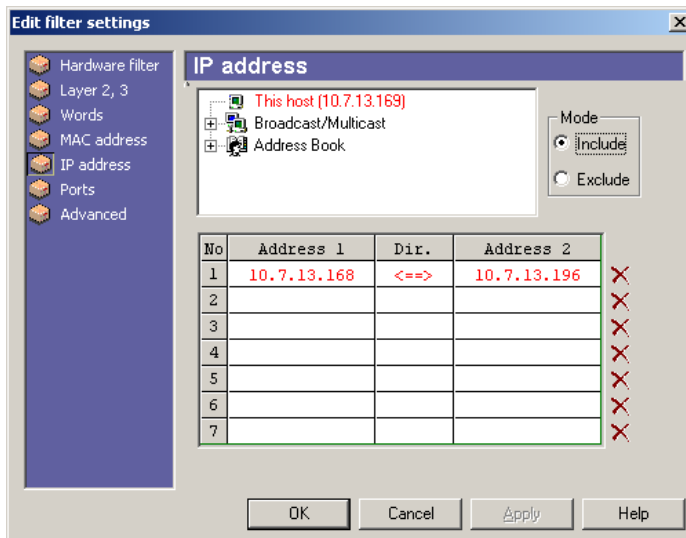 Edit filter settings
Hardware filter
Layer 2, 3
Words
MAC address
IP address
Ports
Advanced
IP address
This host (10.7.13.169)
Broadcast/Multicast
Address Book
Mode
Include
Exclude
No Address 1 Dir. Address 2
1 10.7.13.168 <==> 10.7.13.196
2
3
4
5
6
7
OK Cancel Apply Help